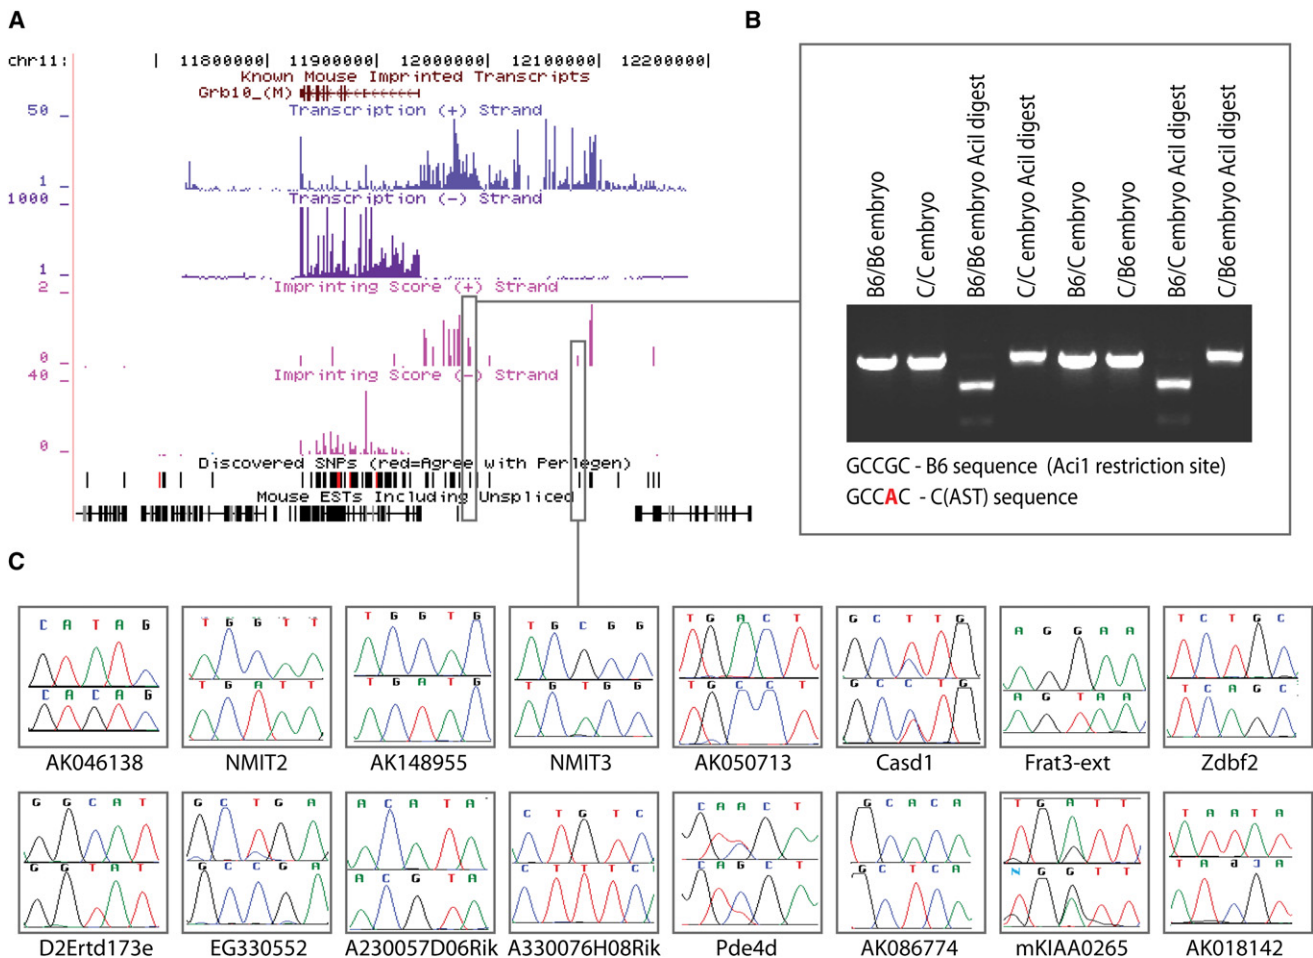 A
B
chr11: | 11800000| 11900000| 12000000| 12100000| 12200000|
Known Mouse Imprinted Transcripts
Grb10_(M)
Transcription (+) Strand
50
1
Transcription (-) Strand
1000
1
Imprinting Score (+) Strand
2
0
Imprinting Score (-) Strand
40
0
Discovered SNPs (red=Agree with Perlegen)
Mouse ESTs Including Unspliced
B6/B6 embryo
C/C embryo
B6/B6 embryo AciI digest
C/C embryo AciI digest
B6/C embryo
C/B6 embryo
B6/C embryo AciI digest
C/B6 embryo AciI digest
GCCGC - B6 sequence (Aci1 restriction site)
GCCAC - C(AST) sequence
C
C A T A G
C A C A G
AK046138
T G G T T
T G A T T
NMIT2
T G G T G
T G A T G
AK148955
T G C G G
T G T G G
NMIT3
T G A C T
T G C C T
AK050713
G C T T G
G C C T G
Casd1
A G G A A
A G T A A
Frat3-ext
T C T G C
T C A G C
Zdbf2
G G C A T
G G T A T
D2Ertd173e
G C T G A
G C C G A
EG330552
A C A T A
A C G T A
A230057D06Rik
C T G T C
C T T T C
A330076H08Rik
C A A C T
C A G C T
Pde4d
G C A C A
G C T C A
AK086774
T G A T T
N G G T T
mKIAA0265
T A A T A
T A G C A
AK018142